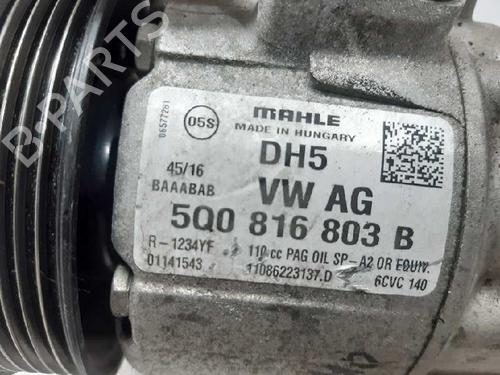 B-PARTS
06577281
05S
MAHLE
MADE IN HUNGARY
45/16
DH5
BAAABAB
VW AG
5Q0 816 803 B
R-1234YF
110 cc PAG OIL SP-A2 OR EQUIV.
01141543
11086223137.D
6CVC 140